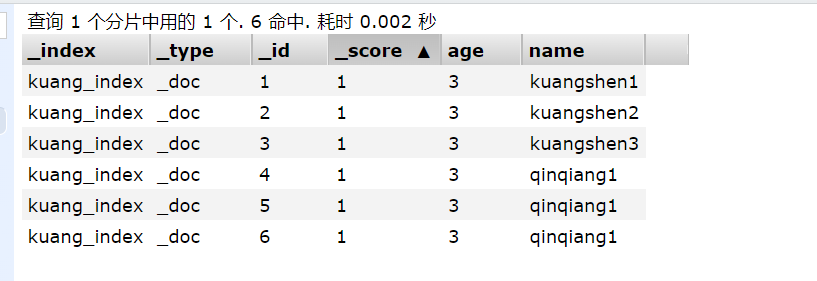 查询 1 个分片中用的 1 个. 6 命中. 耗时 0.002 秒
_index _type _id _score ▲ age name
kuang_index _doc 1 1 3 kuangshen1
kuang_index _doc 2 1 3 kuangshen2
kuang_index _doc 3 1 3 kuangshen3
kuang_index _doc 4 1 3 qinqiang1
kuang_index _doc 5 1 3 qinqiang1
kuang_index _doc 6 1 3 qinqiang1